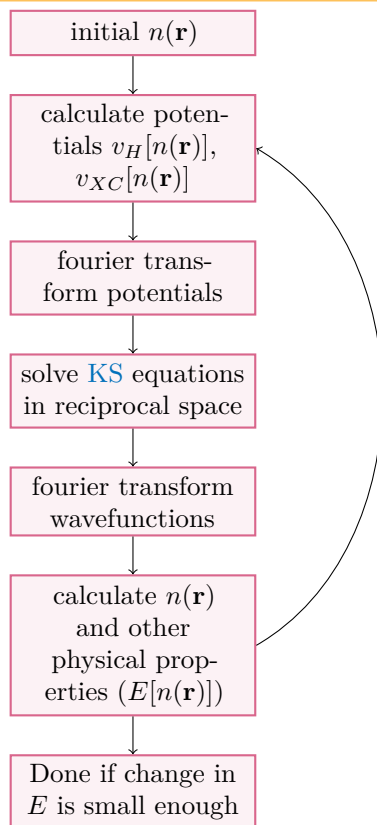 initial n(r)
calculate poten-
tials v_H[n(r)],
v_XC[n(r)]
fourier trans-
form potentials
solve KS equations
in reciprocal space
fourier transform
wavefunctions
calculate n(r)
and other
physical prop-
erties (E[n(r)])
Done if change in
E is small enough